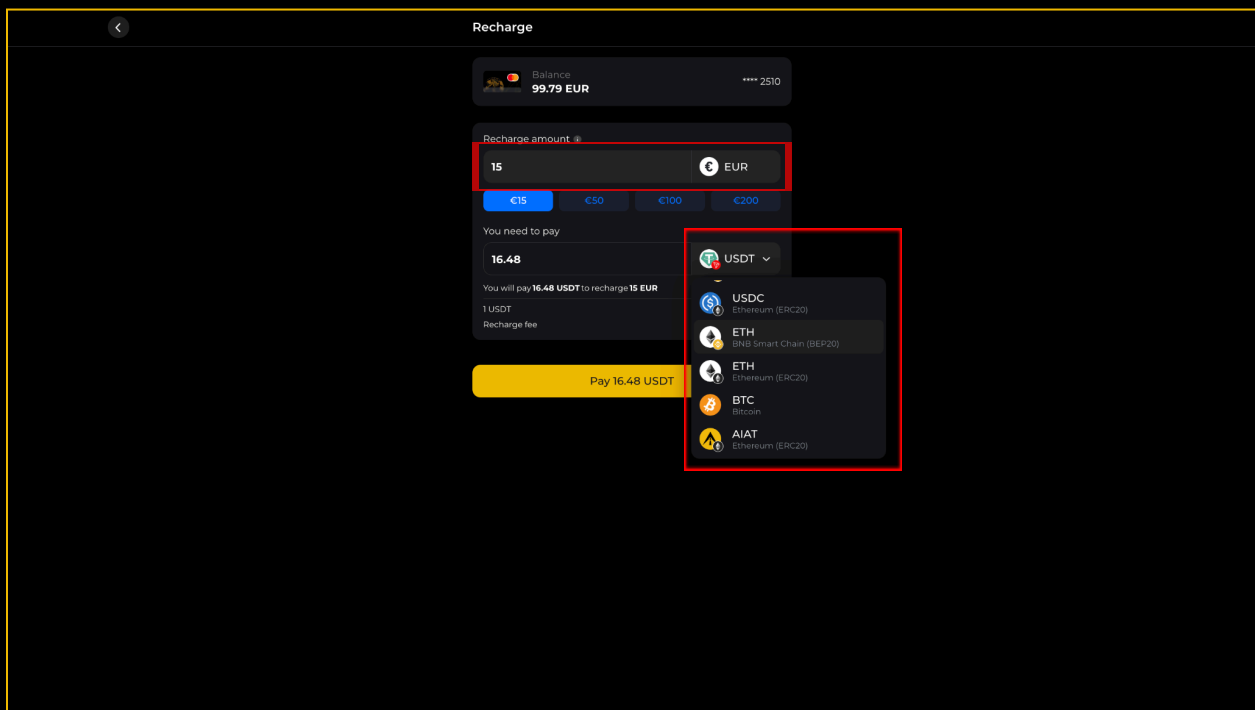 Recharge
Balance
99.79 EUR
**** 2510
Recharge amount
15
EUR
€15
€50
€100
€200
You need to pay
16.48
USDT
You will pay 16.48 USDT to recharge 15 EUR
1 USDT
Recharge fee
Pay 16.48 USDT
USDC
Ethereum (ERC20)
ETH
BNB Smart Chain (BEP20)
ETH
Ethereum (ERC20)
BTC
Bitcoin
AIAT
Ethereum (ERC20)